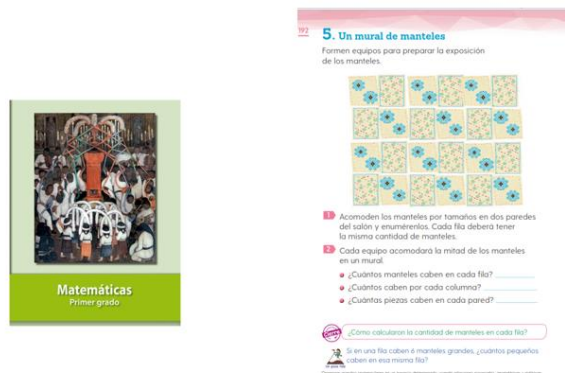 Matemáticas
Primer grado
192
5. Un mural de manteles
Formen equipos para preparar la exposición
de los manteles.
1 Acomoden los manteles por tamaños en dos paredes
del salón y enumérenlos. Cada fila deberá tener
la misma cantidad de manteles.
2 Cada equipo acomodará la mitad de los manteles
en un mural.
¿Cuántos manteles caben en cada fila?
¿Cuántos caben por cada columna?
¿Cuántas piezas caben en cada pared?
Cierre
¿Cómo calcularon la cantidad de manteles en cada fila?
Un paso más
Si en una fila caben 6 manteles grandes, ¿cuántos pequeños
caben en esa misma fila?